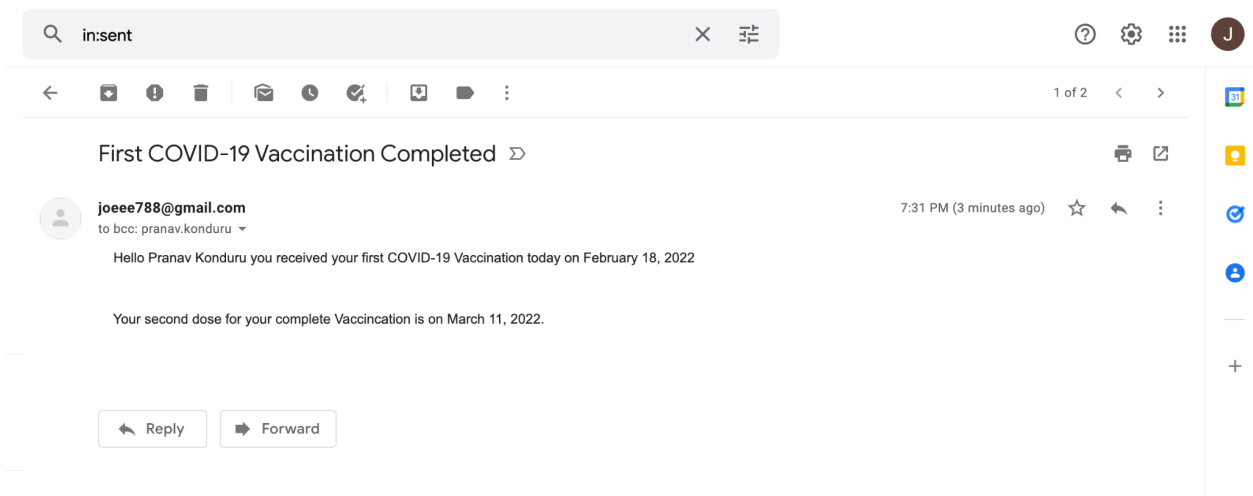 in:sent
J
1 of 2
31
First COVID-19 Vaccination Completed
joeee788@gmail.com
7:31 PM (3 minutes ago)
to bcc: pranav.konduru
Hello Pranav Konduru you received your first COVID-19 Vaccination today on February 18, 2022
Your second dose for your complete Vaccincation is on March 11, 2022.
Reply
Forward